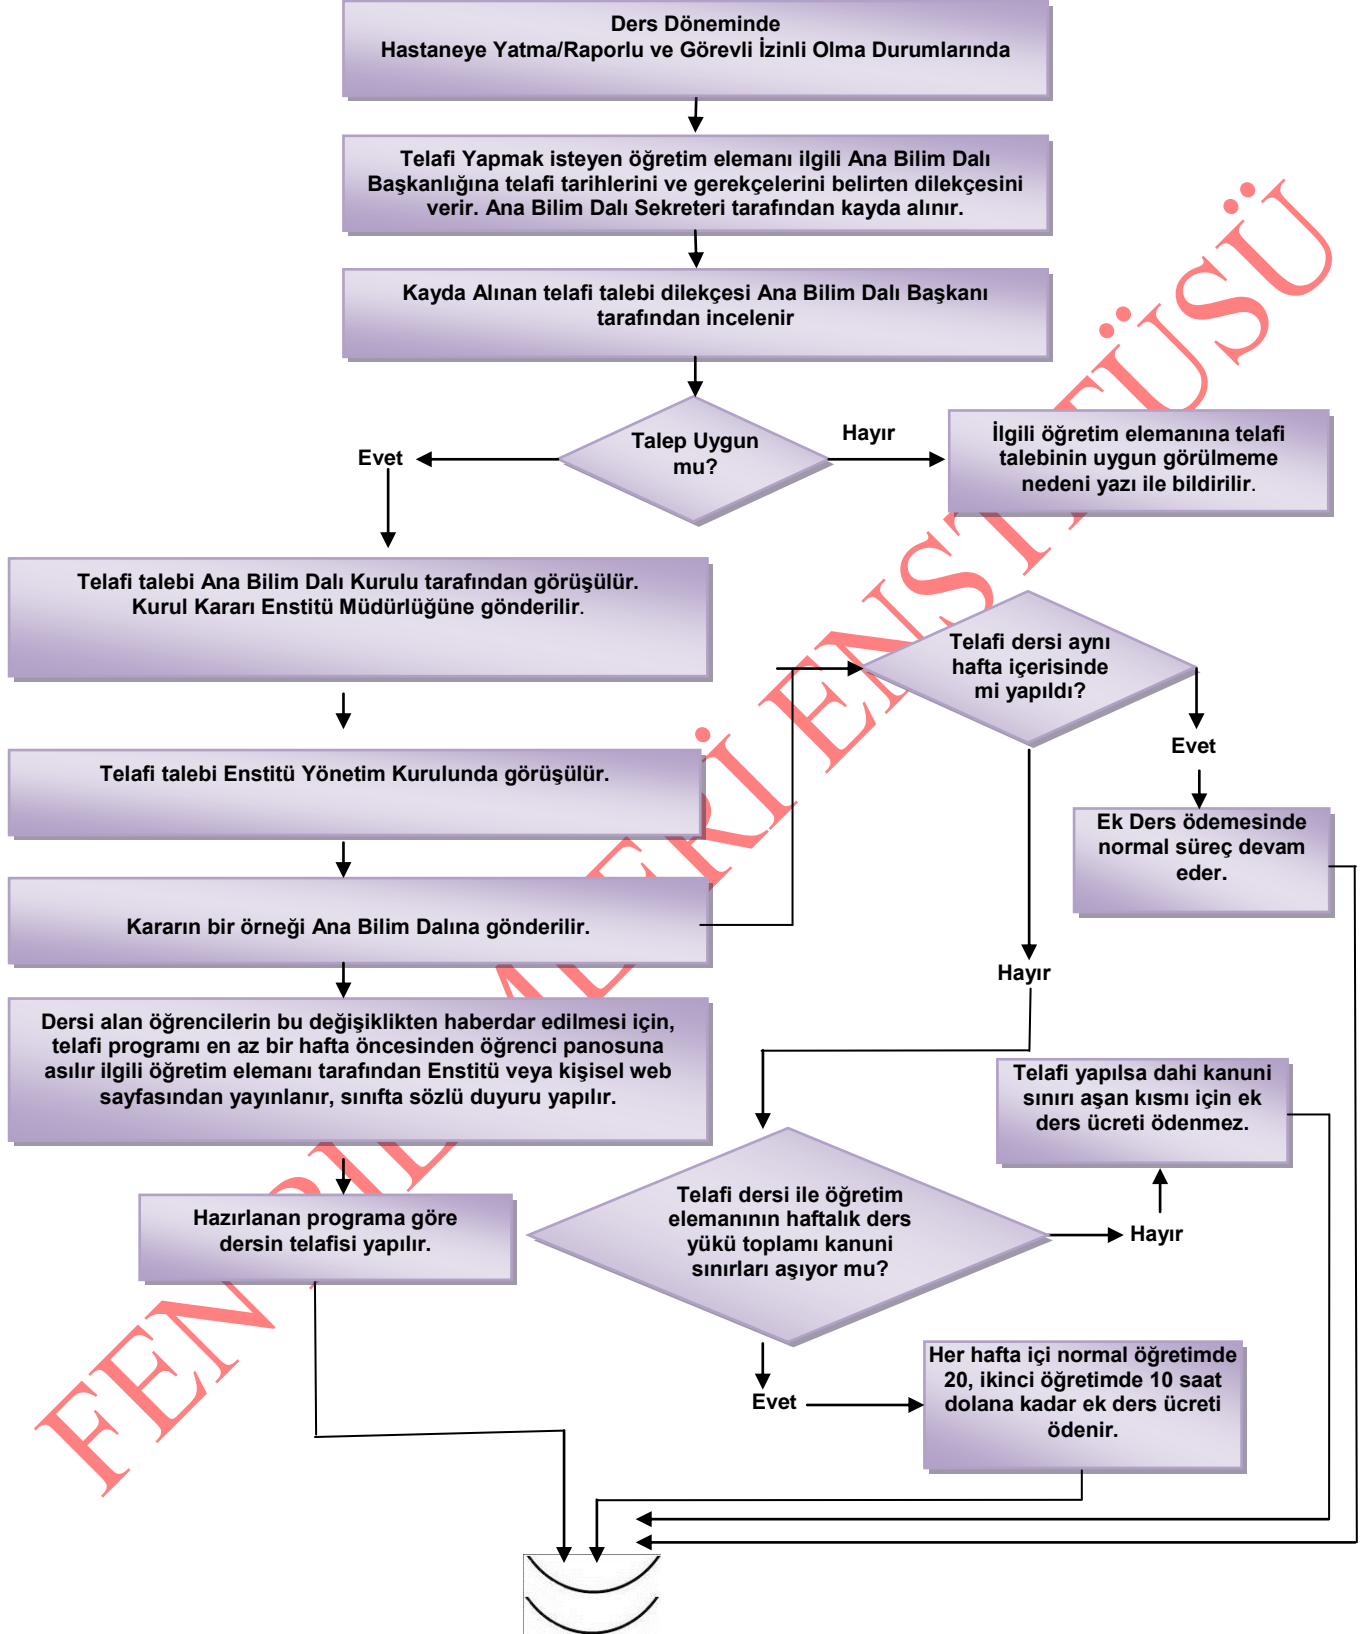 Ders Döneminde
Hastaneye Yatma/Raporlu ve Görevli İzinli Olma Durumlarında
Telafi Yapmak isteyen öğretim elemanı ilgili Ana Bilim Dalı
Başkanlığına telafi tarihlerini ve gerekçelerini belirten dilekçesini
verir. Ana Bilim Dalı Sekreteri tarafından kayda alınır.
Kayda Alınan telafi talebi dilekçesi Ana Bilim Dalı Başkanı
tarafından incelenir
Talep Uygun
mu?
Evet
Hayır
İlgili öğretim elemanına telafi
talebinin uygun görülmeme
nedeni yazı ile bildirilir.
Telafi talebi Ana Bilim Dalı Kurulu tarafından görüşülür.
Kurul Kararı Enstitü Müdürlüğüne gönderilir.
Telafi dersi aynı
hafta içerisinde
mi yapıldı?
Evet
Telafi talebi Enstitü Yönetim Kurulunda görüşülür.
Ek Ders ödemesinde
normal süreç devam
eder.
Kararın bir örneği Ana Bilim Dalına gönderilir.
Hayır
Dersi alan öğrencilerin bu değişiklikten haberdar edilmesi için,
telafi programı en az bir hafta öncesinden öğrenci panosuna
asılır ilgili öğretim elemanı tarafından Enstitü veya kişisel web
sayfasından yayınlanır, sınıfta sözlü duyuru yapılır.
Telafi yapılsa dahi kanuni
sınırı aşan kısmı için ek
ders ücreti ödenmez.
Hazırlanan programa göre
dersin telafisi yapılır.
Telafi dersi ile öğretim
elemanının haftalık ders
yükü toplamı kanuni
sınırları aşıyor mu?
Hayır
Evet
Her hafta içi normal öğretimde
20, ikinci öğretimde 10 saat
dolana kadar ek ders ücreti
ödenir.
FEN BİLİMLERİ ENSTİTÜSÜ